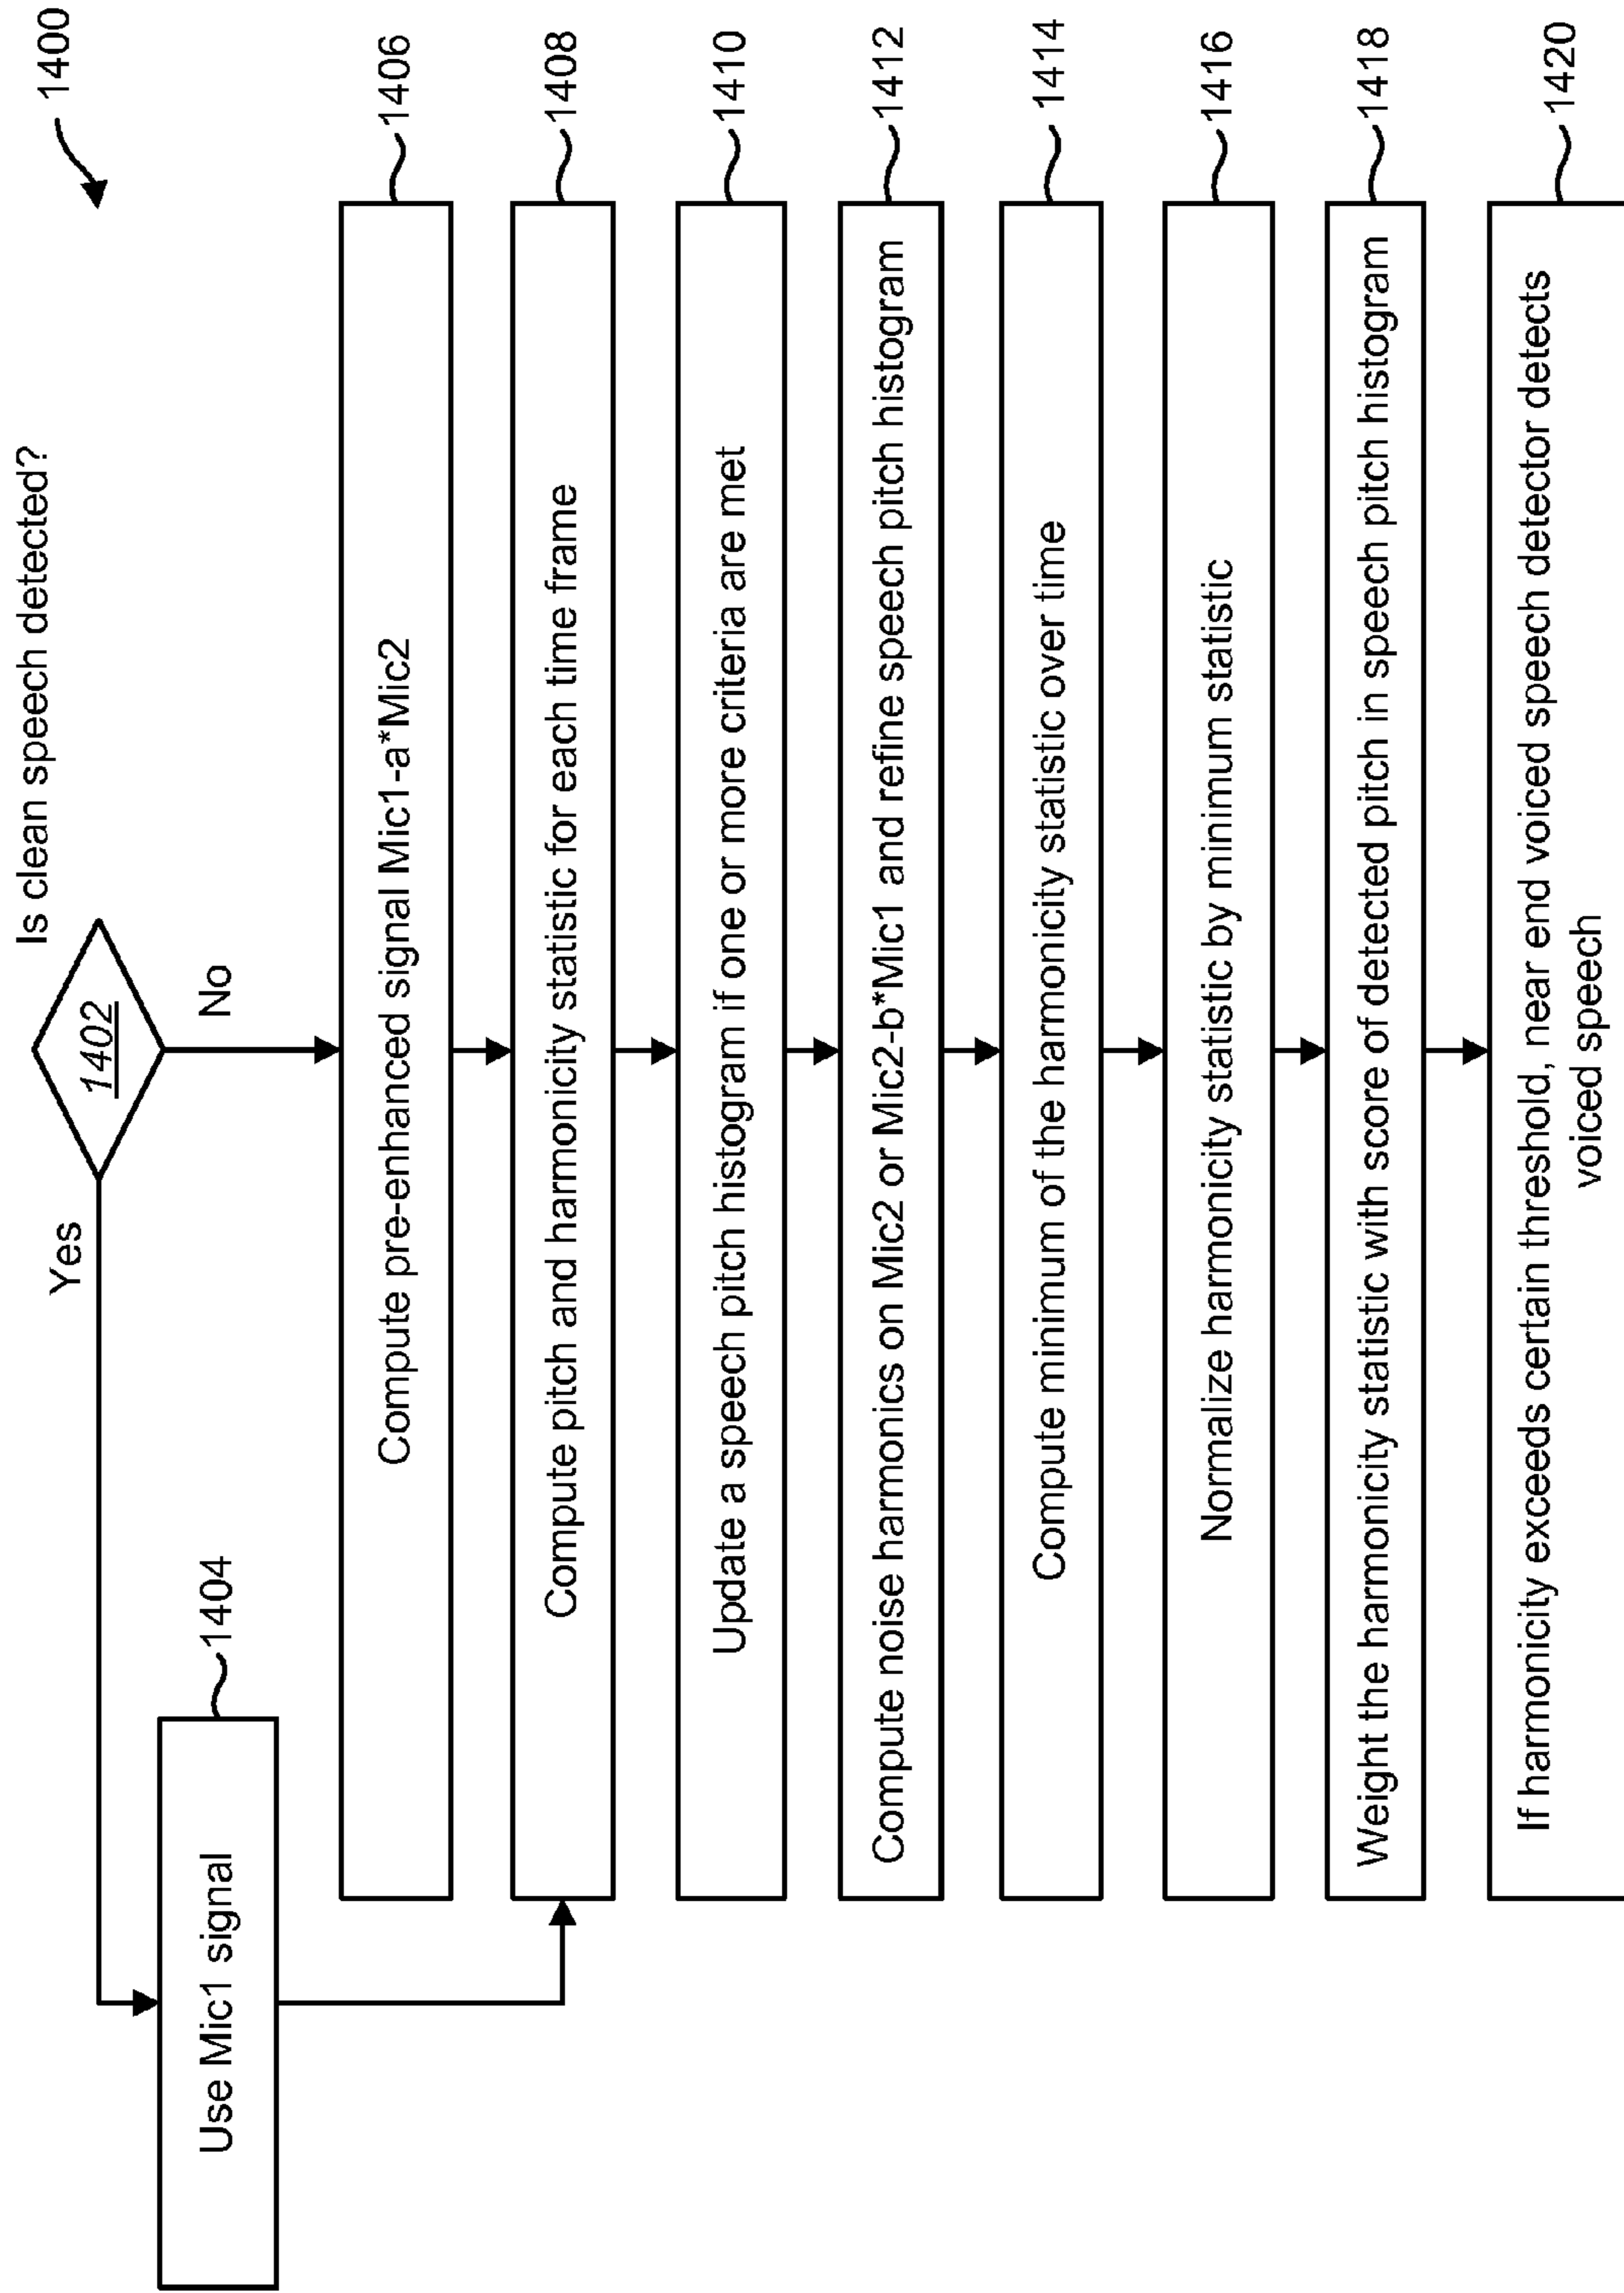 1400
Is clean speech detected?
1402
Yes
No
Use Mic1 signal
1404
Compute pre-enhanced signal Mic1-a*Mic2
1406
Compute pitch and harmonicity statistic for each time frame
1408
Update a speech pitch histogram if one or more criteria are met
1410
Compute noise harmonics on Mic2 or Mic2-b*Mic1 and refine speech pitch histogram
1412
Compute minimum of the harmonicity statistic over time
1414
Normalize harmonicity statistic by minimum statistic
1416
Weight the harmonicity statistic with score of detected pitch in speech pitch histogram
1418
If harmonicity exceeds certain threshold, near end voiced speech detector detects
voiced speech
1420